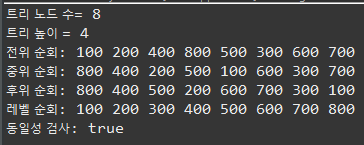 트리 노드 수= 8
트리 높이 = 4
전위 순회: 100 200 400 800 500 300 600 700
중위 순회: 800 400 200 500 100 600 300 700
후위 순회: 800 400 500 200 600 700 300 100
레벨 순회: 100 200 300 400 500 600 700 800
동일성 검사: true